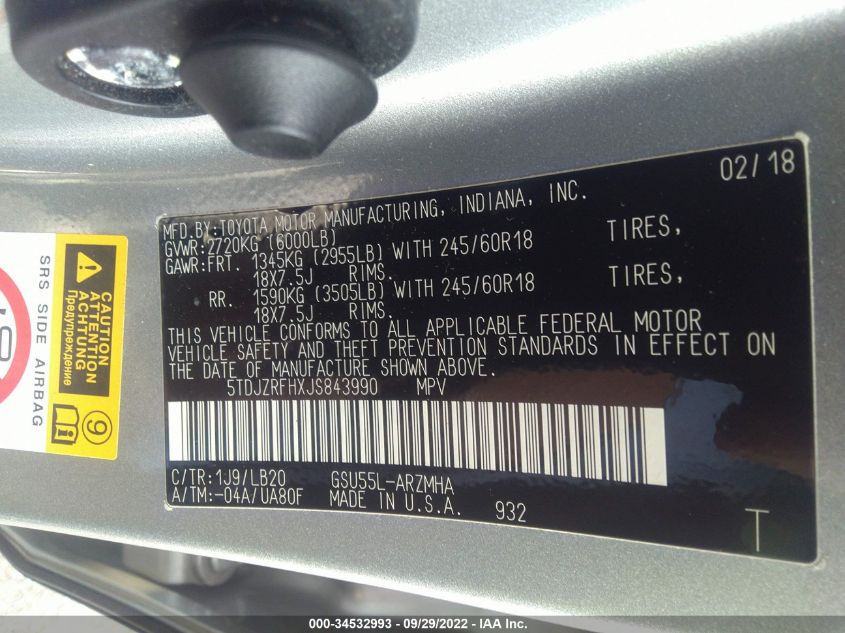 02/18
MFD.BY:TOYOTA MOTOR MANUFACTURING, INDIANA, INC.
GVWR:2720KG (6000LB)
GAWR:FRT. 1345KG (2955LB) WITH 245/60R18 TIRES,
18X7.5J RIMS.
RR. 1590KG (3505LB) WITH 245/60R18 TIRES,
18X7.5J RIMS.
THIS VEHICLE CONFORMS TO ALL APPLICABLE FEDERAL MOTOR
VEHICLE SAFETY AND THEFT PREVENTION STANDARDS IN EFFECT ON
THE DATE OF MANUFACTURE SHOWN ABOVE.
5TDJZRFHXJS843990 MPV
C/TR:1J9/LB20 GSU55L-ARZMHA
A/TM:-04A/UA80F MADE IN U.S.A. 932
T
SRS SIDE AIRBAG
CAUTION
ATTENTION
ACHTUNG
Предупреждение
9
000-34532993 - 09/29/2022 - IAA Inc.